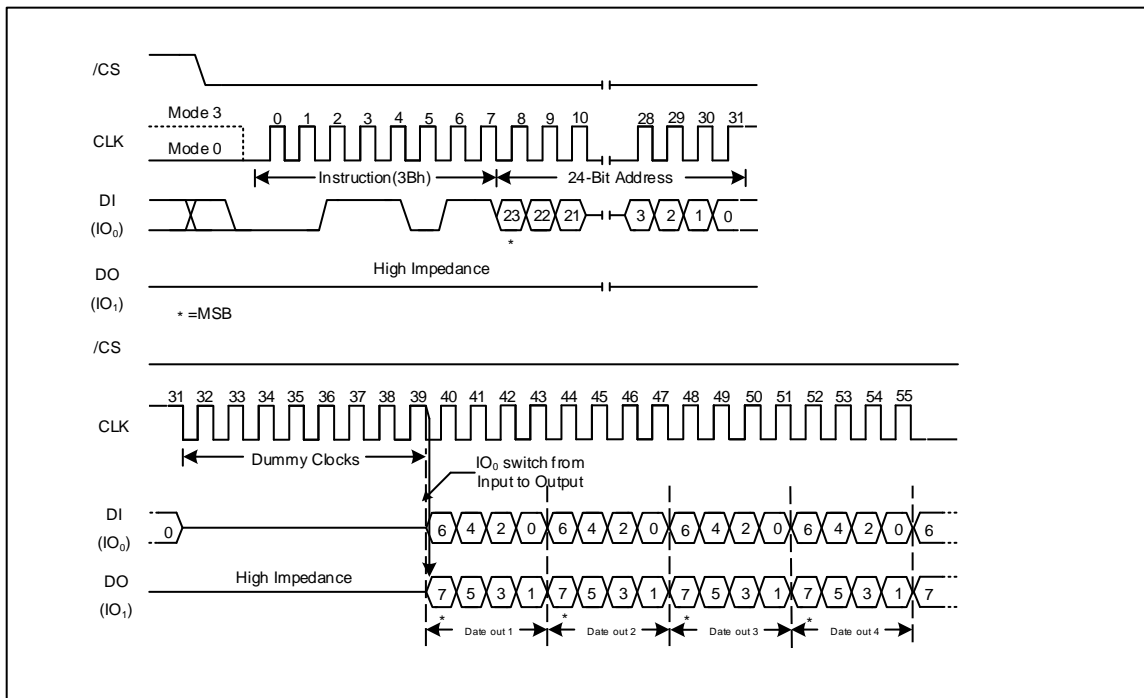 /CS
Mode 3
0 1 2 3 4 5 6 7 8 9 10 28 29 30 31
CLK
Mode 0
Instruction(3Bh) 24-Bit Address
DI
(IO₀)
23 22 21 3 2 1 0
*
DO
(IO₁)
High Impedance
* =MSB
/CS
31 32 33 34 35 36 37 38 39 40 41 42 43 44 45 46 47 48 49 50 51 52 53 54 55
CLK
Dummy Clocks
IO₀ switch from
Input to Output
DI
(IO₀)
0 6 4 2 0 6 4 2 0 6 4 2 0 6 4 2 0 6
DO
(IO₁)
High Impedance
7 5 3 1 7 5 3 1 7 5 3 1 7 5 3 1 7
* * * *
Date out 1 Date out 2 Date out 3 Date out 4